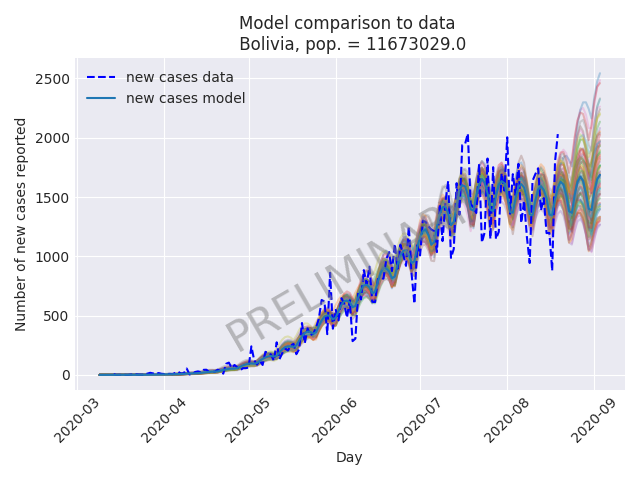 Model comparison to data
Bolivia, pop. = 11673029.0
new cases data
new cases model
2500
2000
1500
1000
500
0
Number of new cases reported
PRELIMINARY
2020-03
2020-04
2020-05
2020-06
2020-07
2020-08
2020-09
Day